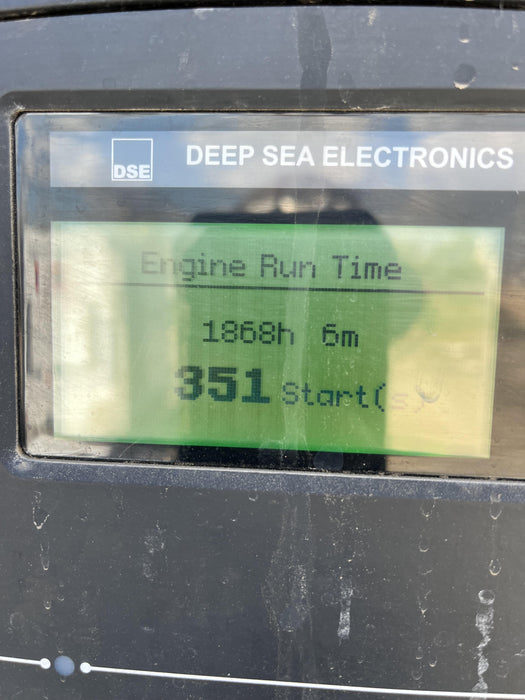 DSE DEEP SEA ELECTRONICS
Engine Run Time
1868h 6m
351 Start(s)